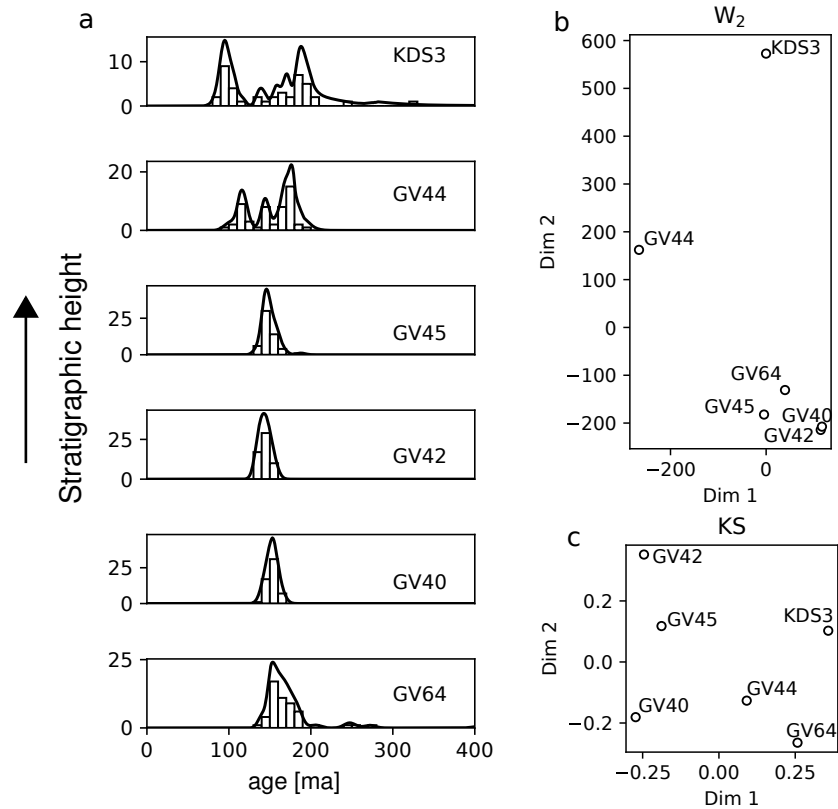 a
Stratigraphic height
10
0
KDS3
20
0
GV44
25
0
GV45
25
0
GV42
25
0
GV40
25
0
GV64
0 100 200 300 400
age [ma]
b
W₂
600
500
400
300
200
100
0
−100
−200
Dim 2
KDS3
GV44
GV64
GV45
GV40
GV42
−200 0
Dim 1
c
KS
0.2
0.0
−0.2
Dim 2
GV42
GV45
KDS3
GV44
GV40
GV64
−0.25 0.00 0.25
Dim 1